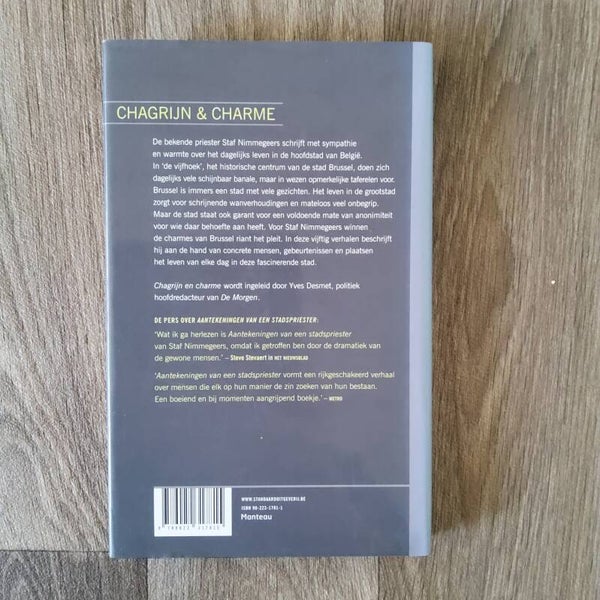 CHAGRIJN & CHARME
De bekende priester Staf Nimmegeers schrijft met sympathie
en warmte over het dagelijks leven in de hoofdstad van België.
In ‘de vijfhoek’, het historische centrum van de stad Brussel, doen zich
dagelijks vele schijnbaar banale, maar in wezen opmerkelijke taferelen voor.
Brussel is immers een stad met vele gezichten. Het leven in de grootstad
zorgt voor schrijnende wanverhoudingen en mateloos veel onbegrip.
Maar de stad staat ook garant voor een voldoende mate van anonimiteit
voor wie daar behoefte aan heeft. Voor Staf Nimmegeers winnen
de charmes van Brussel riant het pleit. In deze vijftig verhalen beschrijft
hij aan de hand van concrete mensen, gebeurtenissen en plaatsen
het leven van elke dag in deze fascinerende stad.
Chagrijn en charme wordt ingeleid door Yves Desmet, politiek
hoofdredacteur van De Morgen.
DE PERS OVER AANTEKENINGEN VAN EEN STADSPRIESTER:
‘Wat ik ga herlezen is Aantekeningen van een stadspriester
van Staf Nimmegeers, omdat ik getroffen ben door de dramatiek van
de gewone mensen.’ – Steve Stevaert in HET NIEUWSBLAD
‘Aantekeningen van een stadspriester vormt een rijkgeschakeerd verhaal
over mensen die elk op hun manier de zin zoeken van hun bestaan.
Een boeiend en bij momenten aangrijpend boekje.’ – METRO
WWW.STANDAARDUITGEVERIJ.BE
ISBN 90-223-1781-1
Manteau